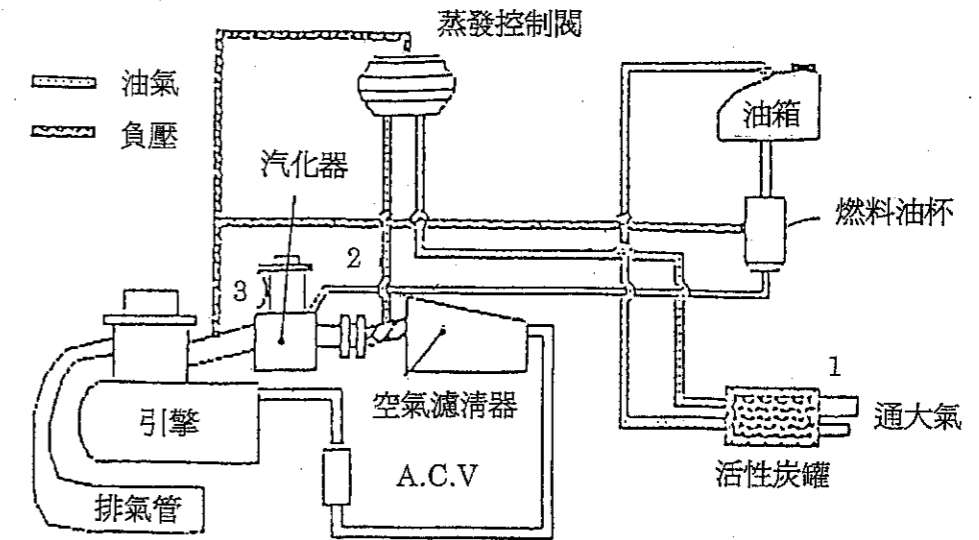 蒸發控制閥
油氣
負壓
汽化器
油箱
燃料油杯
2
3
1
引擎
空氣濾清器
通大氣
A.C.V
活性炭罐
排氣管